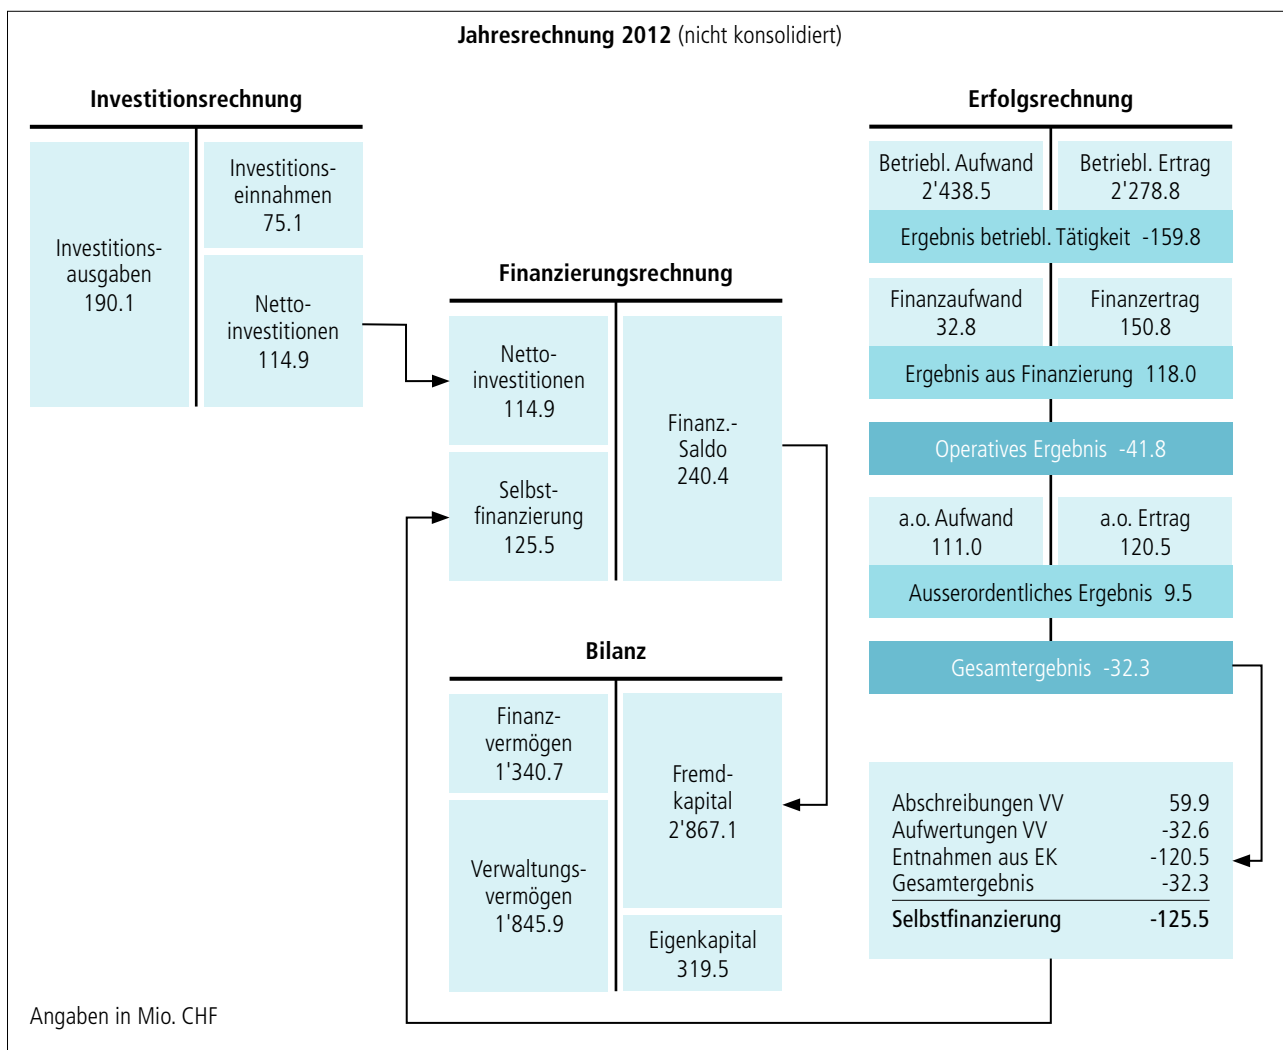 Jahresrechnung 2012 (nicht konsolidiert)
Investitionsrechnung
Investitions-
ausgaben
190.1
Investitions-
einnahmen
75.1
Netto-
investitionen
114.9
Finanzierungsrechnung
Netto-
investitionen
114.9
Selbst-
finanzierung
125.5
Finanz.-
Saldo
240.4
Bilanz
Finanz-
vermögen
1'340.7
Verwaltungs-
vermögen
1'845.9
Fremd-
kapital
2'867.1
Eigenkapital
319.5
Erfolgsrechnung
Betriebl. Aufwand
2'438.5
Betriebl. Ertrag
2'278.8
Ergebnis betriebl. Tätigkeit -159.8
Finanzaufwand
32.8
Finanzertrag
150.8
Ergebnis aus Finanzierung 118.0
Operatives Ergebnis -41.8
a.o. Aufwand
111.0
a.o. Ertrag
120.5
Ausserordentliches Ergebnis 9.5
Gesamtergebnis -32.3
Abschreibungen VV 59.9
Aufwertungen VV -32.6
Entnahmen aus EK -120.5
Gesamtergebnis -32.3
Selbstfinanzierung -125.5
Angaben in Mio. CHF